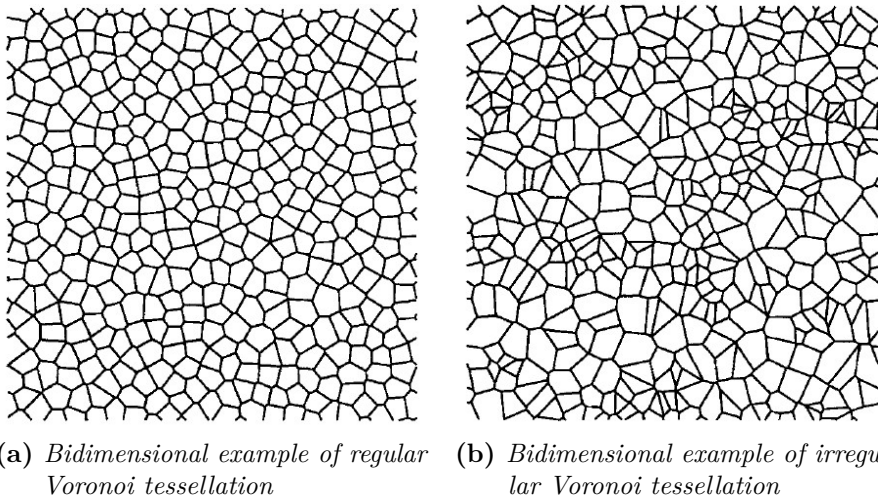 (a) Bidimensional example of regular
Voronoi tessellation
(b) Bidimensional example of irregu-
lar Voronoi tessellation